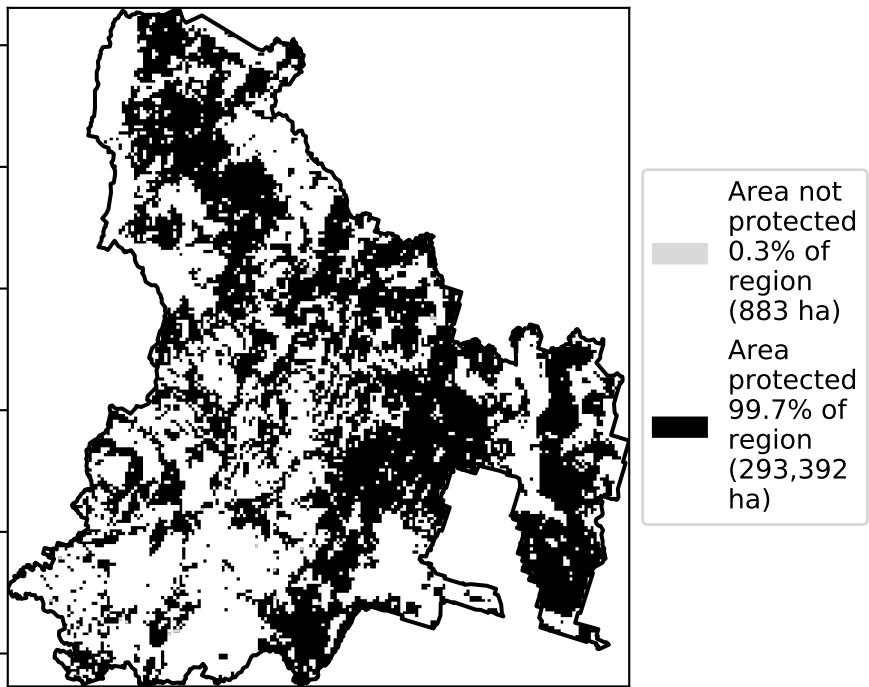 Area not
protected
0.3% of
region
(883 ha)
Area
protected
99.7% of
region
(293,392
ha)